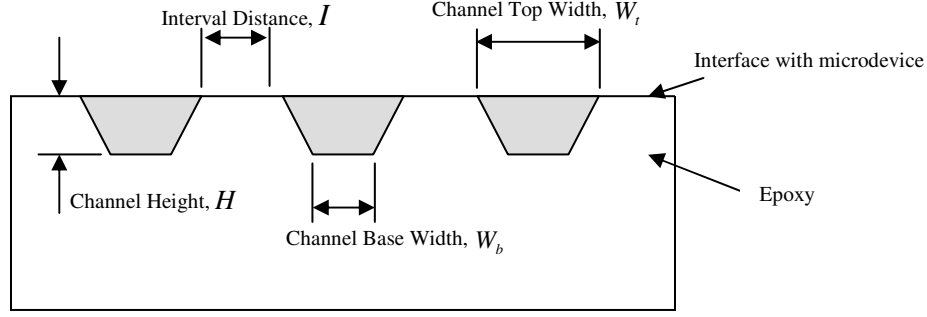 Interval Distance, I
Channel Top Width, W_t
Interface with microdevice
Channel Height, H
Epoxy
Channel Base Width, W_b